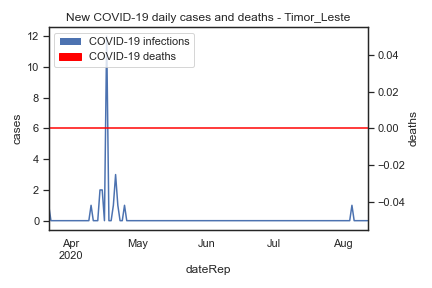 New COVID-19 daily cases and deaths - Timor_Leste
COVID-19 infections
COVID-19 deaths
cases
12
10
8
6
4
2
0
0.04
0.02
0.00
−0.02
−0.04
deaths
Apr
2020
May
Jun
Jul
Aug
dateRep